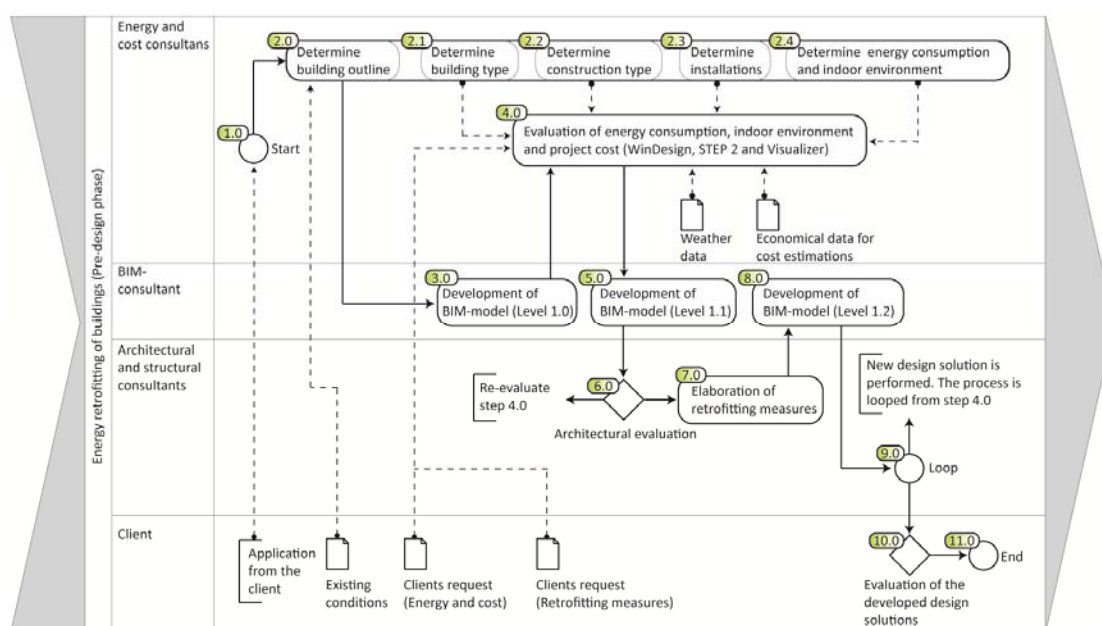 Energy retrofitting of buildings (Pre-design phase)
Energy and
cost consultans
2.0
Determine
building outline
2.1
Determine
building type
2.2
Determine
construction type
2.3
Determine
installations
2.4
Determine energy consumption
and indoor environment
1.0
Start
4.0
Evaluation of energy consumption, indoor environment
and project cost (WinDesign, STEP 2 and Visualizer)
Weather
data
Economical data for
cost estimations
BIM-
consultant
3.0
Development of
BIM-model (Level 1.0)
5.0
Development of
BIM-model (Level 1.1)
8.0
Development of
BIM-model (Level 1.2)
Architectural
and structural
consultants
Re-evaluate
step 4.0
6.0
Architectural evaluation
7.0
Elaboration of
retrofitting measures
New design solution is
performed. The process is
looped from step 4.0
9.0
Loop
Client
Application
from the
client
Existing
conditions
Clients request
(Energy and cost)
Clients request
(Retrofitting measures)
10.0
Evaluation of the
developed design
solutions
11.0
End